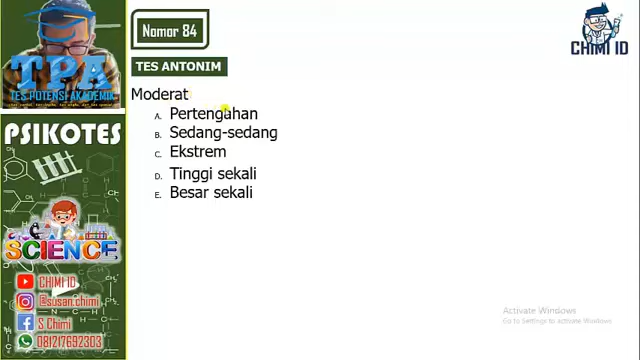 Nomor 84
CHIMI ID
TES ANTONIM
TPA
TES POTENSI AKADEMIK
Moderat
A. Pertengahan
B. Sedang-sedang
C. Ekstrem
D. Tinggi sekali
E. Besar sekali
PSIKOTES
SCIENCE
CHIMI ID
@susan.chimi
S Chimi
081217692303
Activate Windows
Go to Settings to activate Windows.